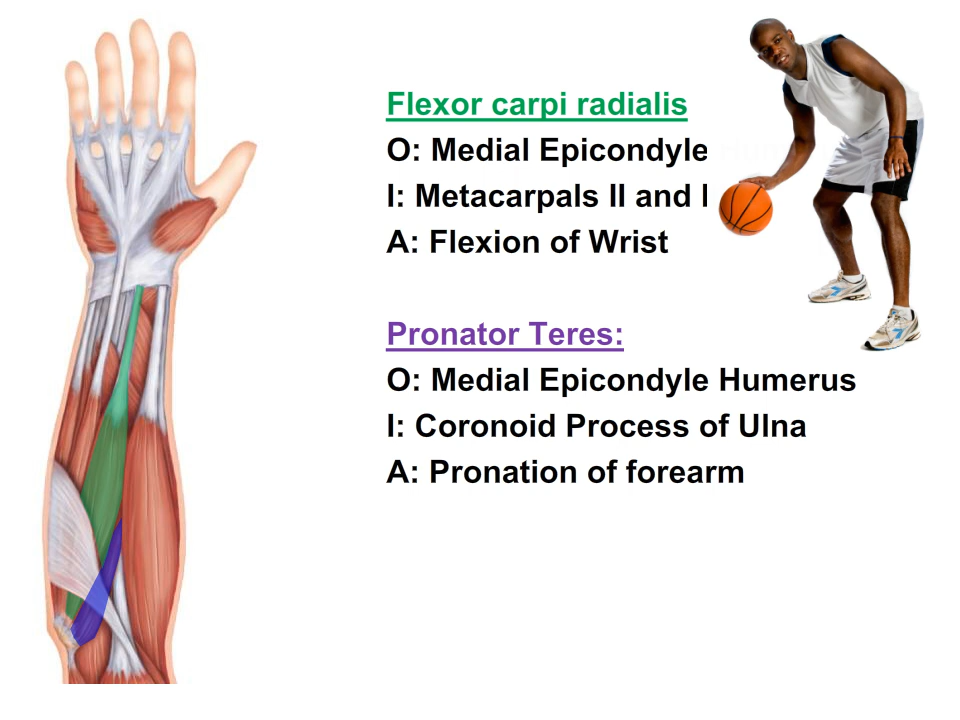 Flexor carpi radialis
O: Medial Epicondyle
I: Metacarpals II and
A: Flexion of Wrist
Pronator Teres:
O: Medial Epicondyle Humerus
I: Coronoid Process of Ulna
A: Pronation of forearm